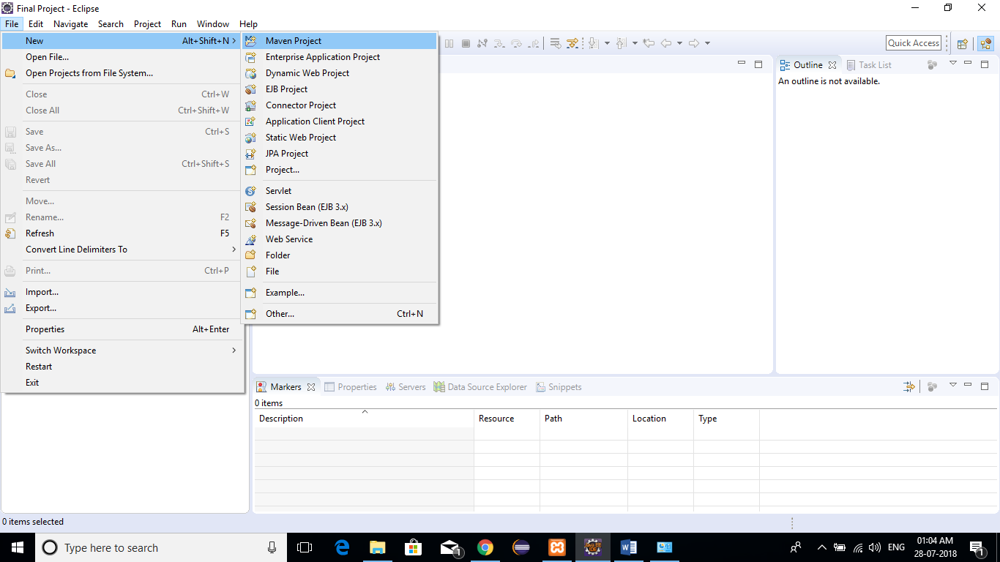 Final Project - Eclipse
File Edit Navigate Search Project Run Window Help
New Alt+Shift+N
Open File...
Open Projects from File System...
Close Ctrl+W
Close All Ctrl+Shift+W
Save Ctrl+S
Save As...
Save All Ctrl+Shift+S
Revert
Move...
Rename... F2
Refresh F5
Convert Line Delimiters To
Print... Ctrl+P
Import...
Export...
Properties Alt+Enter
Switch Workspace
Restart
Exit
Maven Project
Enterprise Application Project
Dynamic Web Project
EJB Project
Connector Project
Application Client Project
Static Web Project
JPA Project
Project...
Servlet
Session Bean (EJB 3.x)
Message-Driven Bean (EJB 3.x)
Web Service
Folder
File
Example...
Other... Ctrl+N
Quick Access
Outline Task List
An outline is not available.
Markers Properties Servers Data Source Explorer Snippets
0 items
Description Resource Path Location Type
0 items selected
Type here to search
1
ENG
01:04 AM
28-07-2018
1